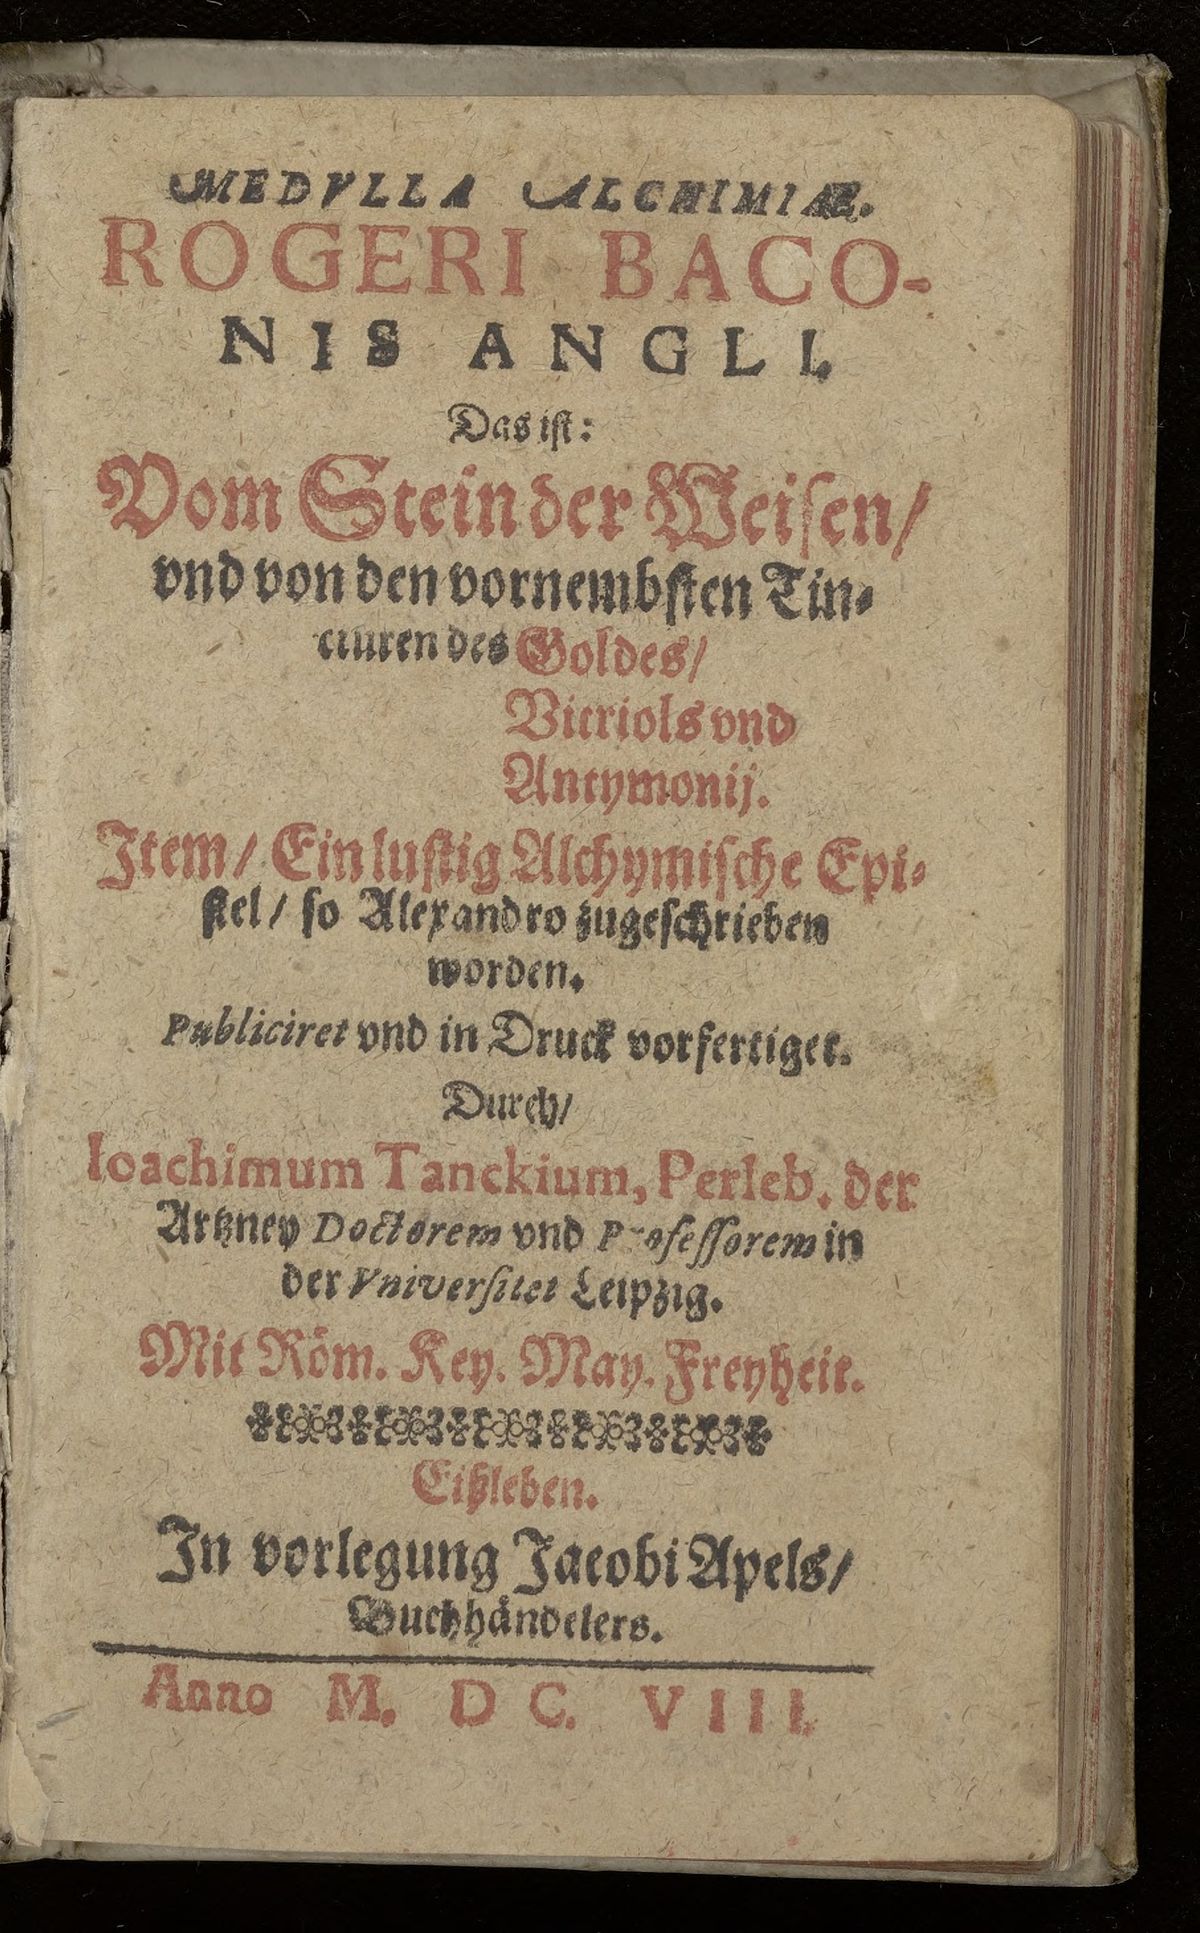 MEDVLLA ALCHIMIÆ.
ROGERI BACO-
NIS ANGLI.
Das ist:
Vom Stein der Weisen/
vnd von den vornembsten Tin-
cturen des Goldes/
Vitriols vnd
Antymonij.
Item/ Ein lustig Alchymische Epi-
stel/ so Alexandro zugeschrieben
worden.
Publiciret vnd in Druck vorfertiget.
Durch/
Ioachimum Tanckium, Perleb. der
Artzney Doctorem vnd Professorem in
der Vniversitet Leipzig.
Mit Röm. Key. May. Freyheit.
Eißleben.
In vorlegung Jacobi Apels/
Buchhändelers.
Anno M. DC. VIII.